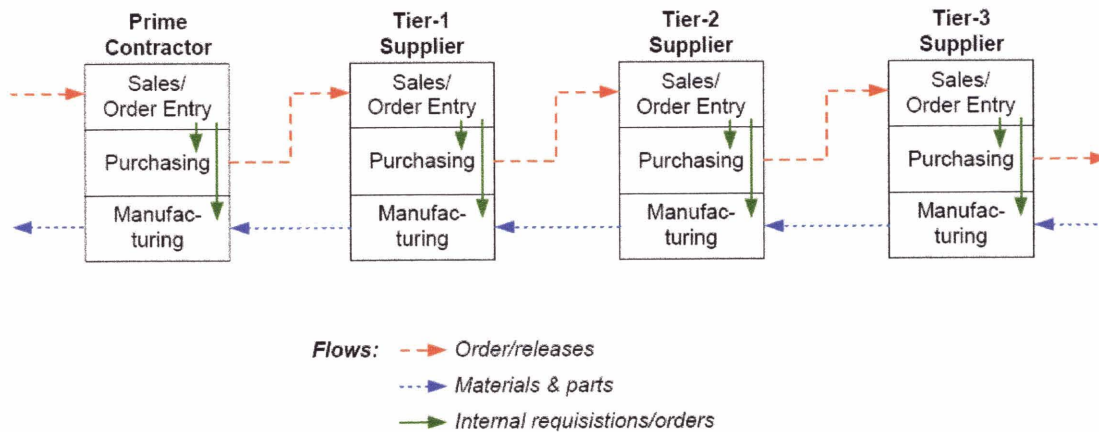 Prime
Contractor
Tier-1
Supplier
Tier-2
Supplier
Tier-3
Supplier
Sales/
Order Entry
Purchasing
Manufac-
turing
Sales/
Order Entry
Purchasing
Manufac-
turing
Sales/
Order Entry
Purchasing
Manufac-
turing
Sales/
Order Entry
Purchasing
Manufac-
turing
Flows:
Order/releases
Materials & parts
Internal requisistions/orders